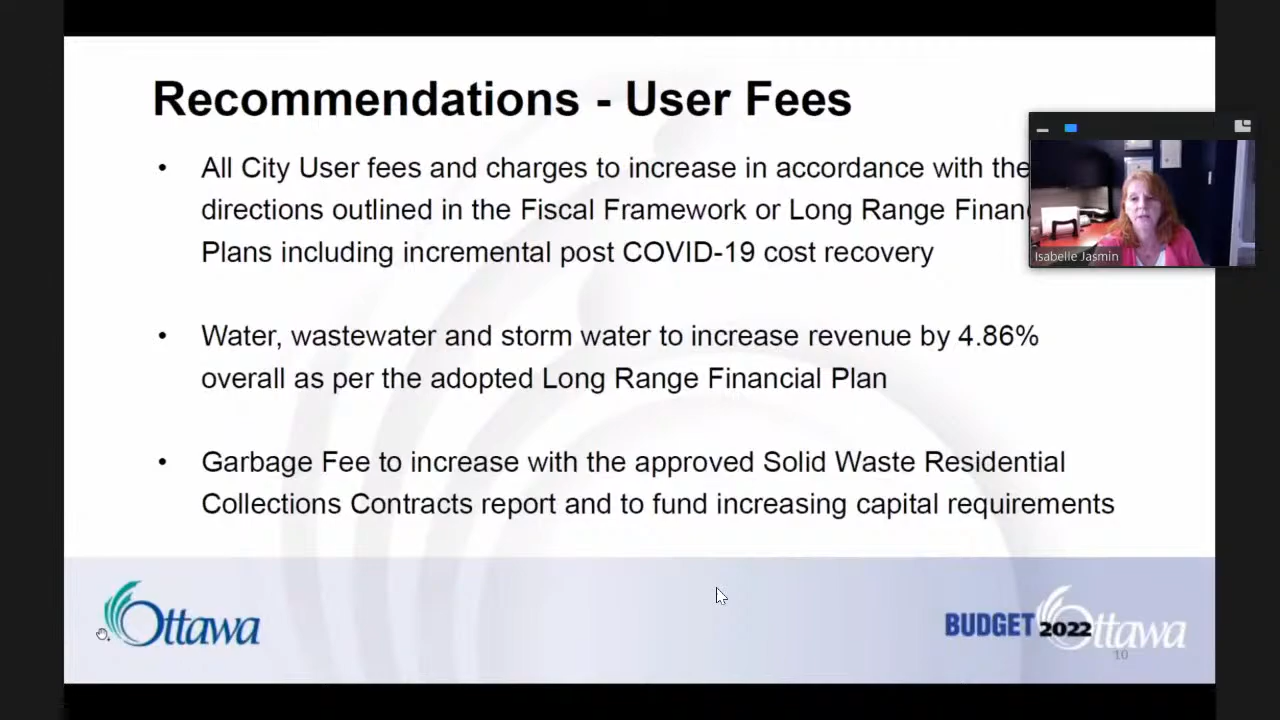 Recommendations - User Fees
• All City User fees and charges to increase in accordance with the
directions outlined in the Fiscal Framework or Long Range Finan
Plans including incremental post COVID-19 cost recovery
Isabelle Jasmin
• Water, wastewater and storm water to increase revenue by 4.86%
overall as per the adopted Long Range Financial Plan
• Garbage Fee to increase with the approved Solid Waste Residential
Collections Contracts report and to fund increasing capital requirements
Ottawa
BUDGET 2022 Ottawa
10